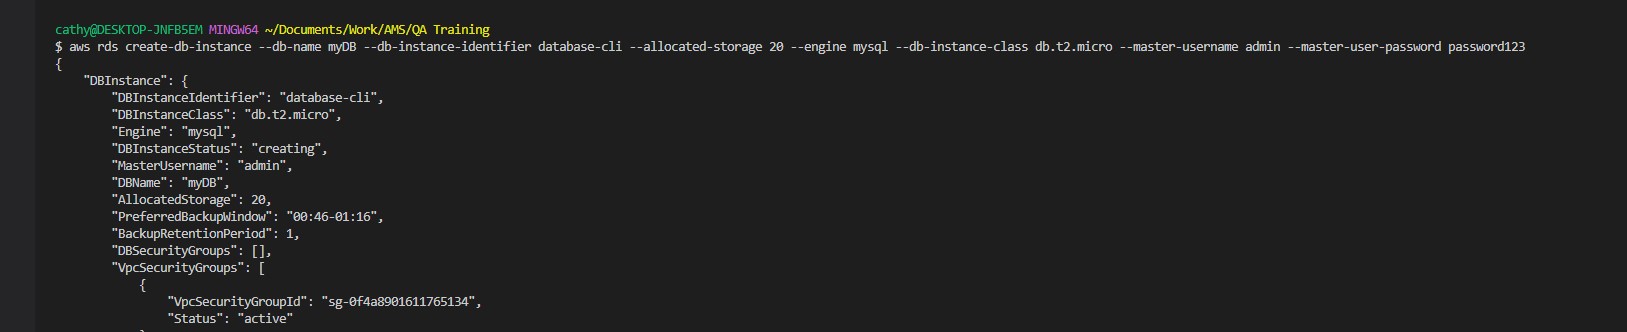 cathy@DESKTOP-JNFB5EM MINGW64 ~/Documents/Work/AMS/QA Training
$ aws rds create-db-instance --db-name myDB --db-instance-identifier database-cli --allocated-storage 20 --engine mysql --db-instance-class db.t2.micro --master-username admin --master-user-password password123
{
    "DBInstance": {
        "DBInstanceIdentifier": "database-cli",
        "DBInstanceClass": "db.t2.micro",
        "Engine": "mysql",
        "DBInstanceStatus": "creating",
        "MasterUsername": "admin",
        "DBName": "myDB",
        "AllocatedStorage": 20,
        "PreferredBackupWindow": "00:46-01:16",
        "BackupRetentionPeriod": 1,
        "DBSecurityGroups": [],
        "VpcSecurityGroups": [
            {
                "VpcSecurityGroupId": "sg-0f4a8901611765134",
                "Status": "active"